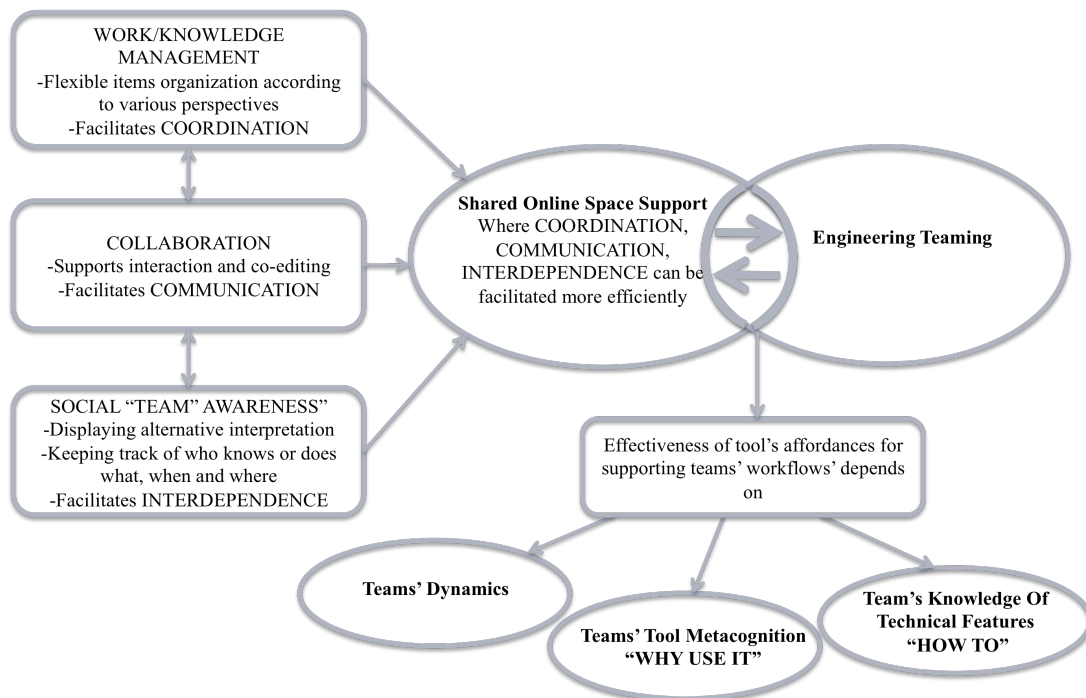 WORK/KNOWLEDGE
MANAGEMENT
-Flexible items organization according
to various perspectives
-Facilitates COORDINATION
COLLABORATION
-Supports interaction and co-editing
-Facilitates COMMUNICATION
SOCIAL “TEAM” AWARENESS”
-Displaying alternative interpretation
-Keeping track of who knows or does
what, when and where
-Facilitates INTERDEPENDENCE
Shared Online Space Support
Where COORDINATION,
COMMUNICATION,
INTERDEPENDENCE can be
facilitated more efficiently
Engineering Teaming
Effectiveness of tool’s affordances for
supporting teams’ workflows’ depends
on
Teams’ Dynamics
Teams’ Tool Metacognition
“WHY USE IT”
Team’s Knowledge Of
Technical Features
“HOW TO”